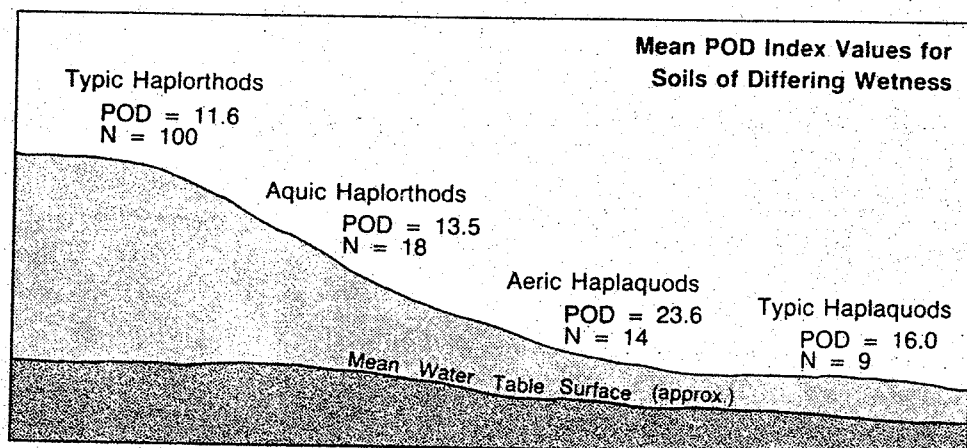 Mean POD Index Values for
Soils of Differing Wetness
Typic Haplorthods
POD = 11.6
N = 100
Aquic Haplorthods
POD = 13.5
N = 18
Aeric Haplaquods
POD = 23.6
N = 14
Typic Haplaquods
POD = 16.0
N = 9
Mean Water Table Surface (approx.)